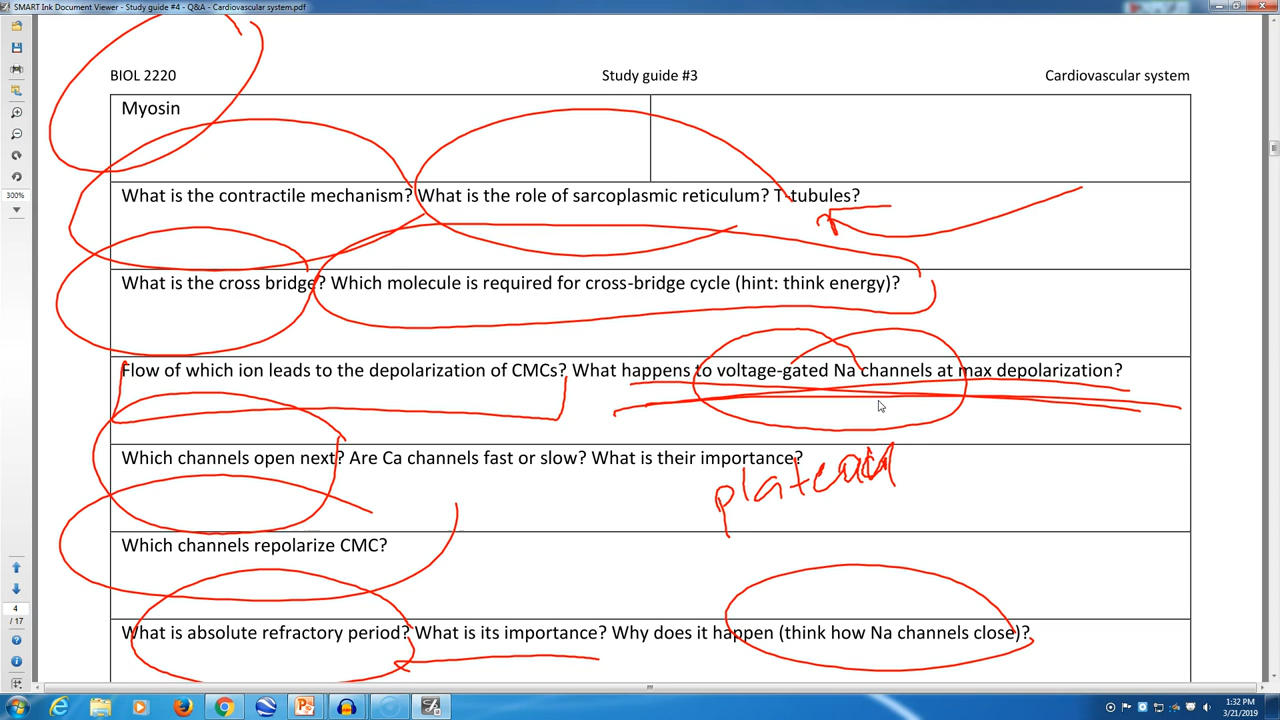 SMART Ink Document Viewer - Study guide #4 - Q&A - Cardiovascular system.pdf
BIOL 2220 Study guide #3 Cardiovascular system
Myosin
What is the contractile mechanism? What is the role of sarcoplasmic reticulum? T-tubules?
300%
What is the cross bridge? Which molecule is required for cross-bridge cycle (hint: think energy)?
Flow of which ion leads to the depolarization of CMCs? What happens to voltage-gated Na channels at max depolarization?
Which channels open next? Are Ca channels fast or slow? What is their importance?
plateau
Which channels repolarize CMC?
4
/ 17
What is absolute refractory period? What is its importance? Why does it happen (think how Na channels close)?
1:32 PM
3/21/2019